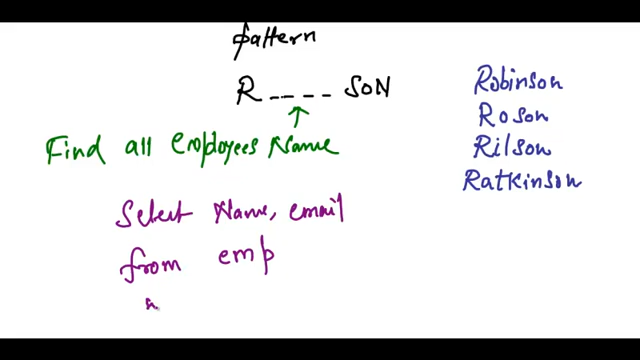 pattern
R _ _ _ _ SON
Find all employees Name
Select Name, email
from emp
Robinson
Roson
Rilson
Ratkinson